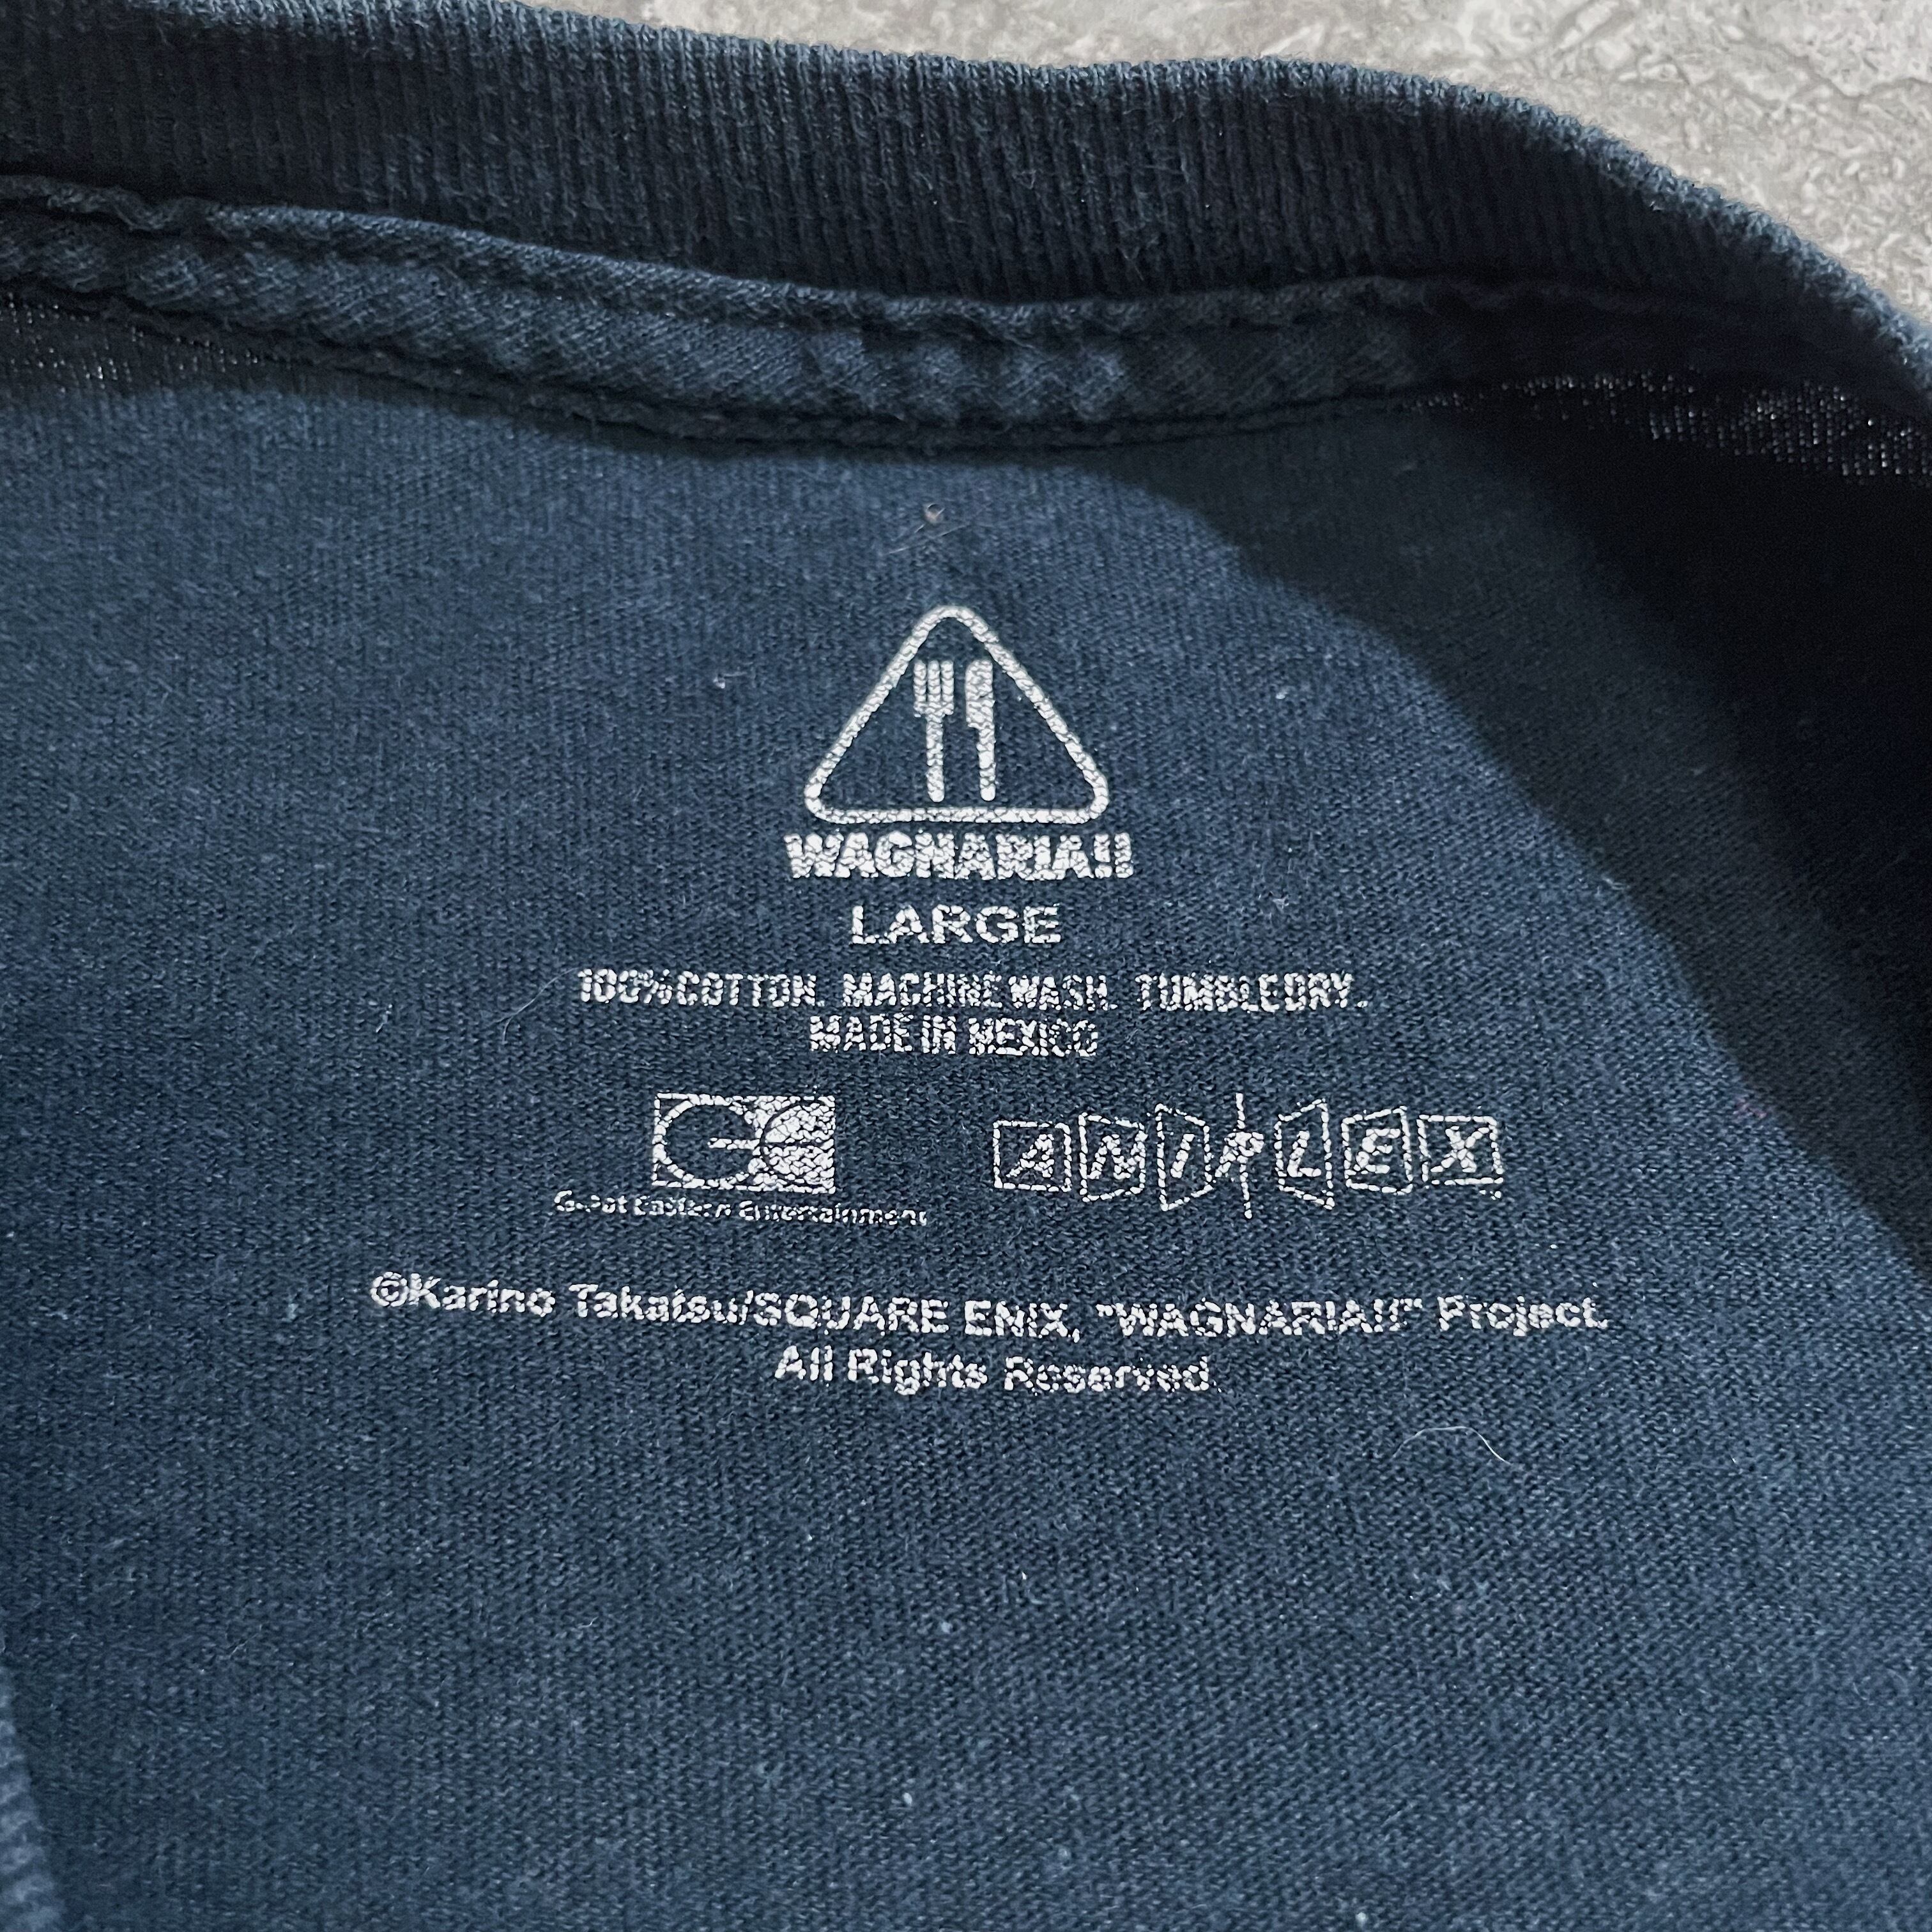 WAGNARIA!!
LARGE
100% COTTON. MACHINE WASH. TUMBLE DRY.
MADE IN MEXICO
GE
Great Eastern Entertainment
ANIPLEX
©Karino Takatsu/SQUARE ENIX, "WAGNARIA!!" Project.
All Rights Reserved.